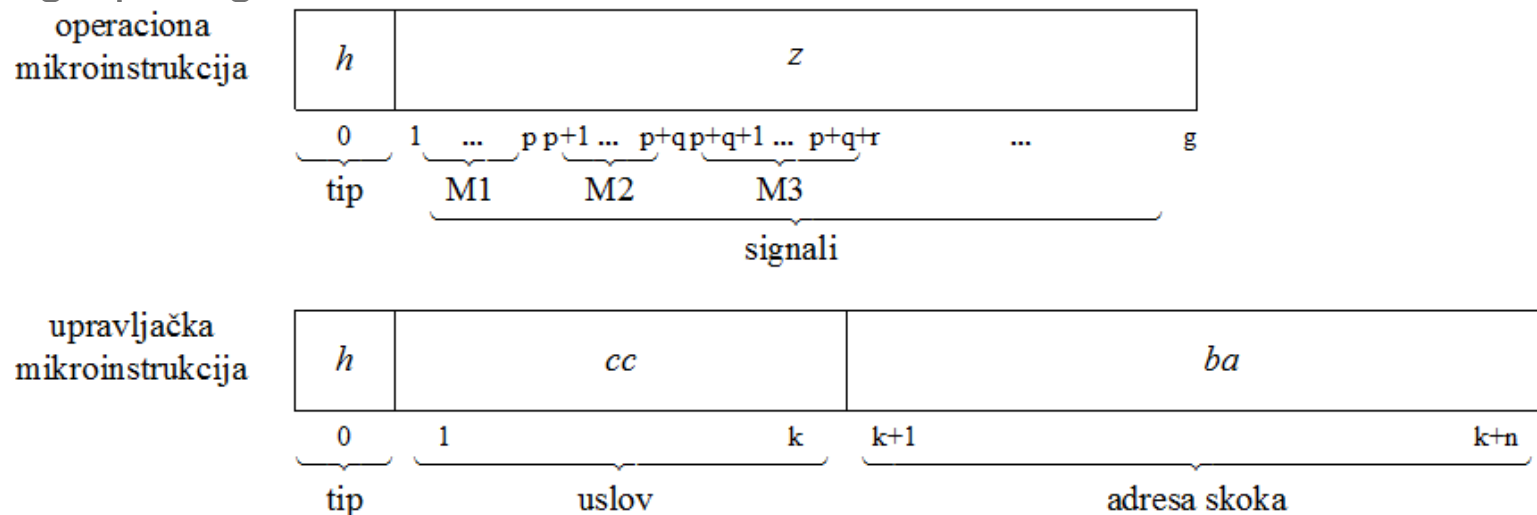 operaciona
mikroinstrukcija
h z
0 1 ... p p+1 ... p+q p+q+1 ... p+q+r ... g
tip M1 M2 M3
signali
upravljačka
mikroinstrukcija
h cc ba
0 1 k k+1 k+n
tip uslov adresa skoka